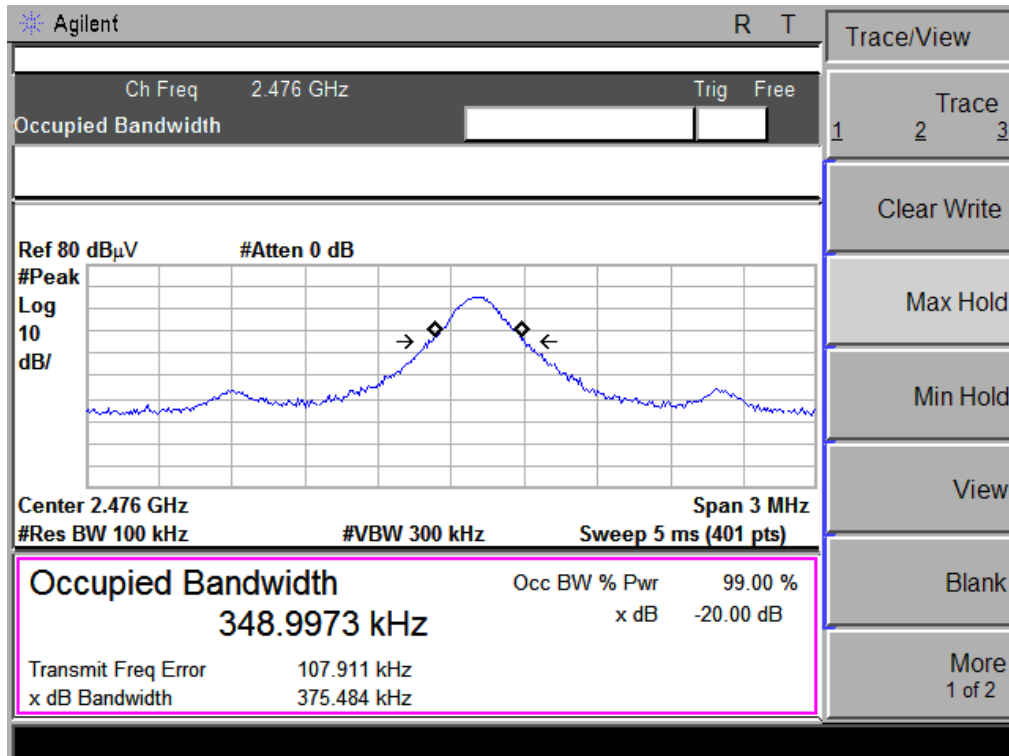 Agilent R T
Ch Freq 2.476 GHz Trig Free
Occupied Bandwidth
Ref 80 dBµV #Atten 0 dB
#Peak
Log
10
dB/
Center 2.476 GHz Span 3 MHz
#Res BW 100 kHz #VBW 300 kHz Sweep 5 ms (401 pts)
Occupied Bandwidth Occ BW % Pwr 99.00 %
348.9973 kHz x dB -20.00 dB
Transmit Freq Error 107.911 kHz
x dB Bandwidth 375.484 kHz
Trace/View
Trace
1 2 3
Clear Write
Max Hold
Min Hold
View
Blank
More
1 of 2